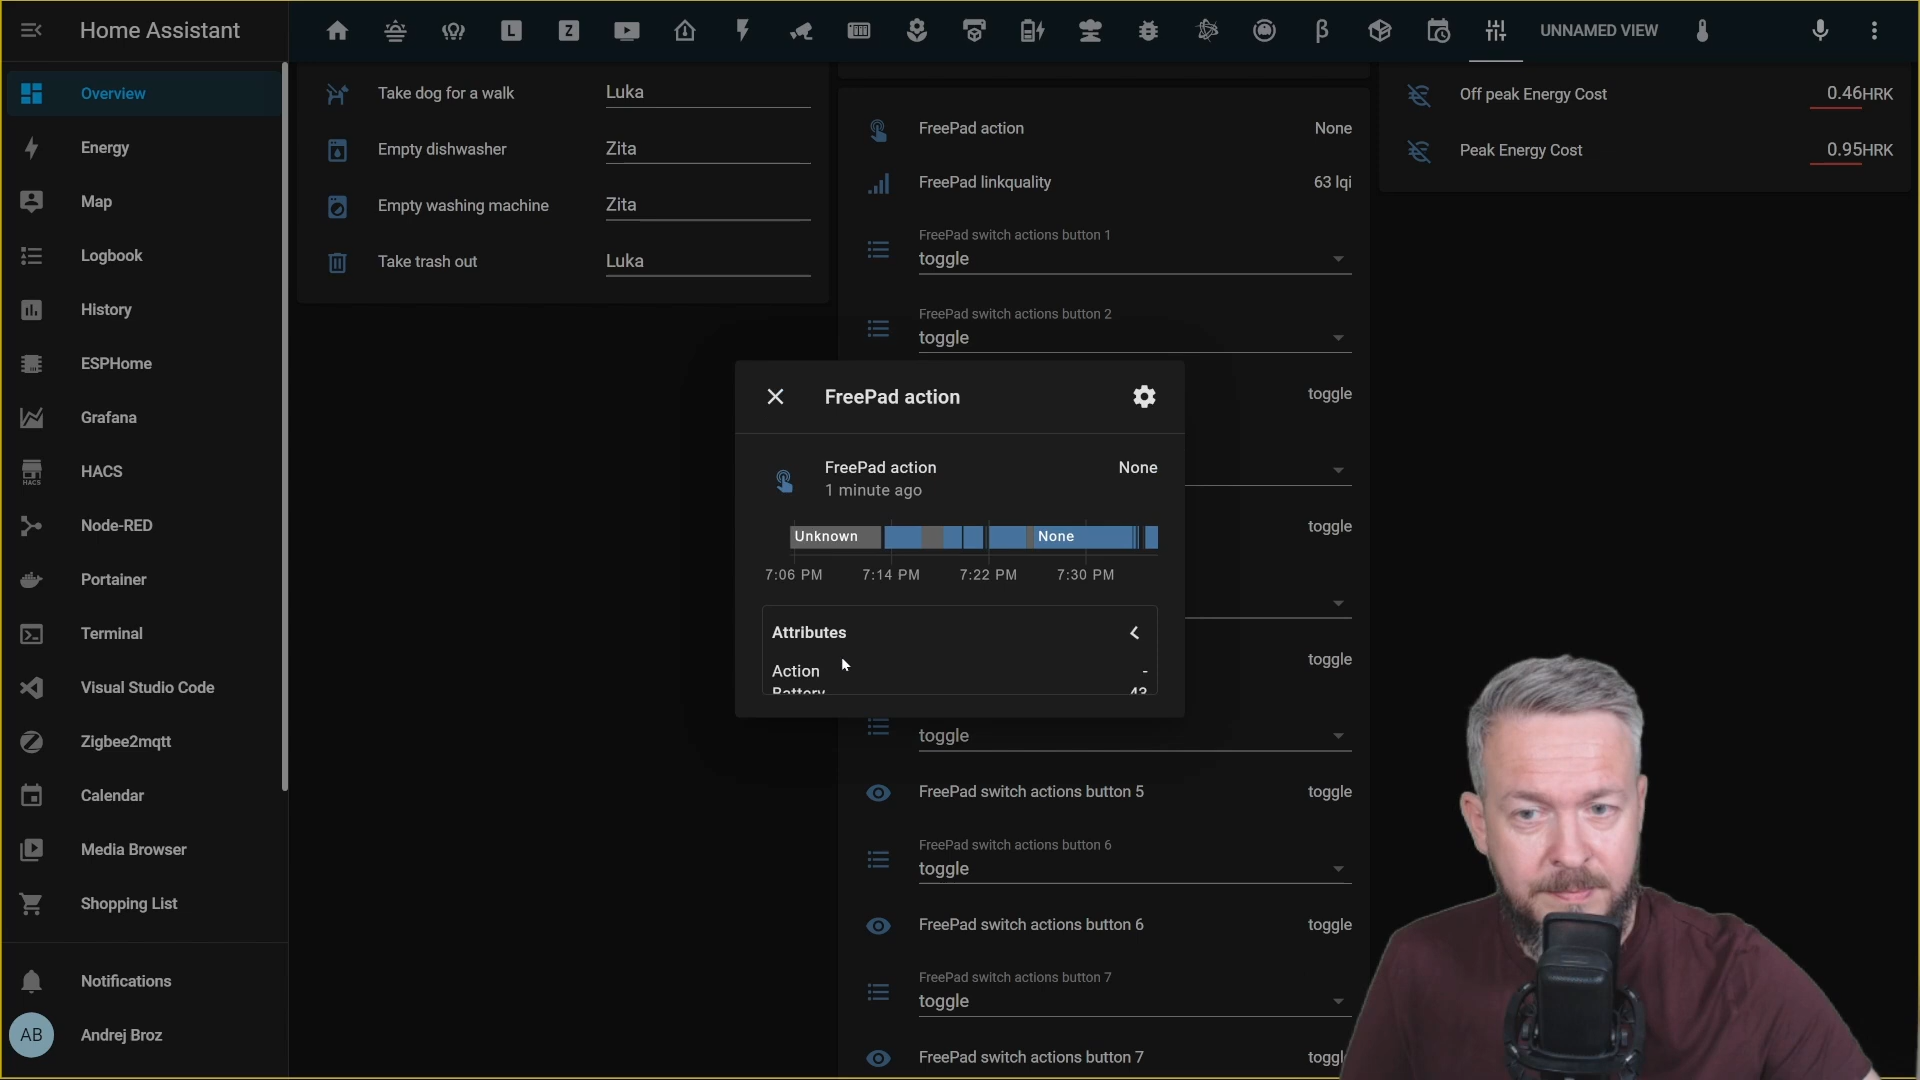 Home Assistant
L
Z
β
UNNAMED VIEW
Overview
Energy
Map
Logbook
History
ESPHome
Grafana
HACS
HACS
Node-RED
Portainer
Terminal
Visual Studio Code
Zigbee2mqtt
Calendar
Media Browser
Shopping List
Notifications
AB Andrej Broz
Take dog for a walk Luka
Empty dishwasher Zita
Empty washing machine Zita
Take trash out Luka
FreePad action None
FreePad linkquality 63 lqi
FreePad switch actions button 1
toggle
FreePad switch actions button 2
toggle
toggle
toggle
toggle
toggle
FreePad switch actions button 5 toggle
FreePad switch actions button 6
toggle
FreePad switch actions button 6 toggle
FreePad switch actions button 7
toggle
FreePad switch actions button 7 toggle
FreePad action
FreePad action None
1 minute ago
Unknown None
7:06 PM 7:14 PM 7:22 PM 7:30 PM
Attributes
Action -
Battery 43
Off peak Energy Cost 0.46HRK
Peak Energy Cost 0.95HRK